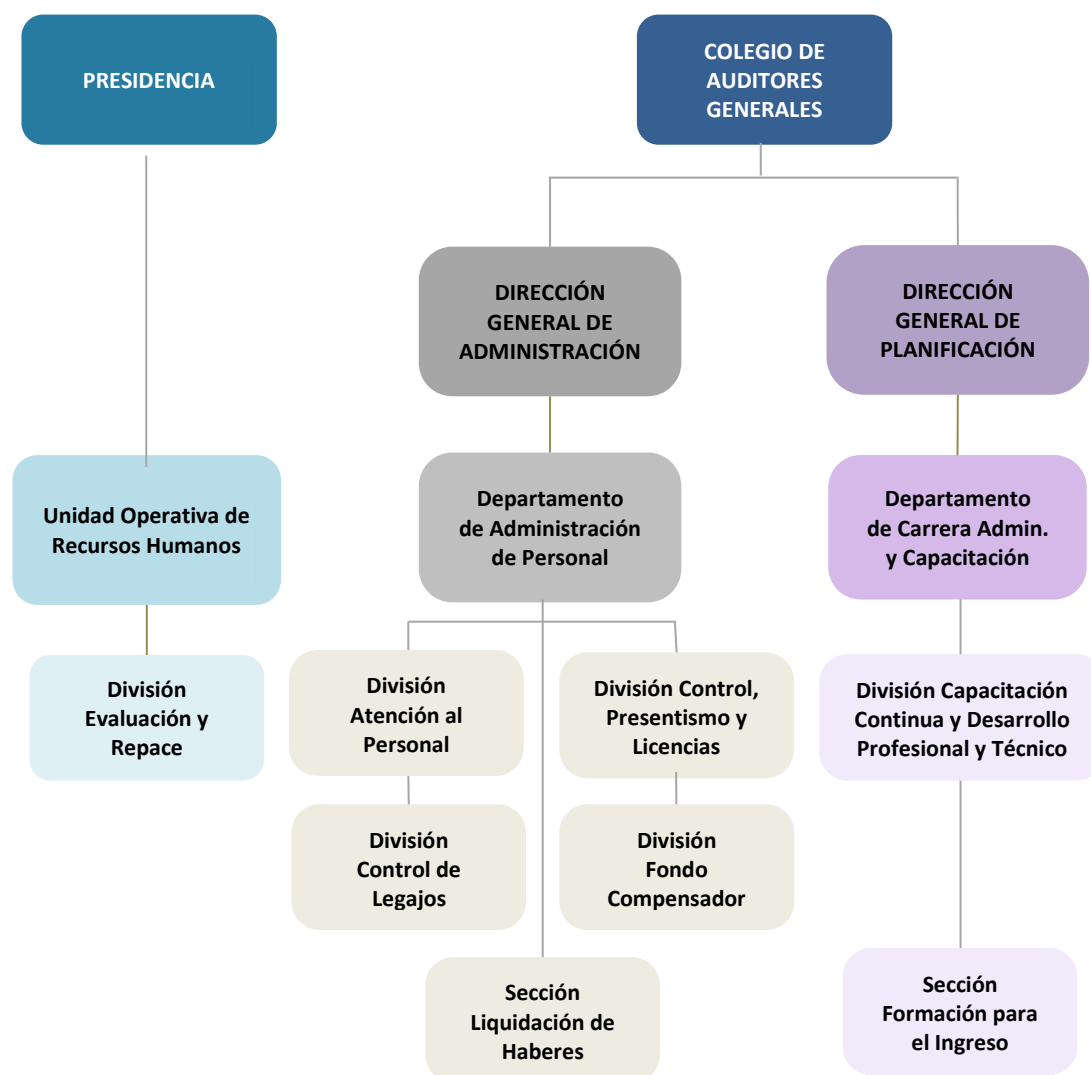 PRESIDENCIA
COLEGIO DE
AUDITORES
GENERALES
DIRECCIÓN
GENERAL DE
ADMINISTRACIÓN
DIRECCIÓN
GENERAL DE
PLANIFICACIÓN
Unidad Operativa de
Recursos Humanos
Departamento
de Administración
de Personal
Departamento
de Carrera Admin.
y Capacitación
División
Evaluación y
Repace
División
Atención al
Personal
División Control,
Presentismo y
Licencias
División Capacitación
Continua y Desarrollo
Profesional y Técnico
División
Control de
Legajos
División
Fondo
Compensador
Sección
Liquidación de
Haberes
Sección
Formación para
el Ingreso